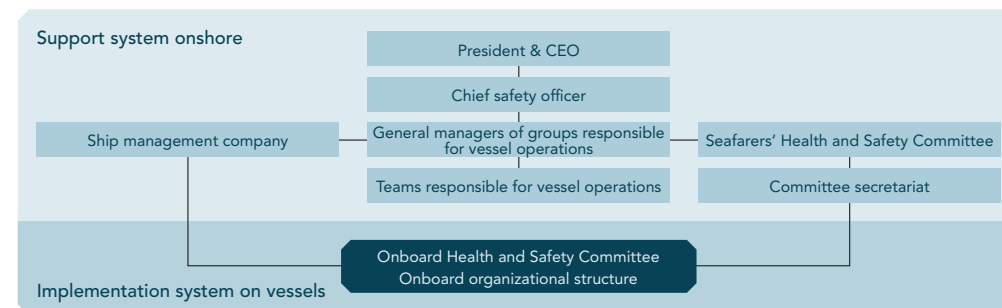 Support system onshore
President & CEO
Chief safety officer
Ship management company
General managers of groups responsible
for vessel operations
Seafarers’ Health and Safety Committee
Teams responsible for vessel operations
Committee secretariat
Onboard Health and Safety Committee
Onboard organizational structure
Implementation system on vessels